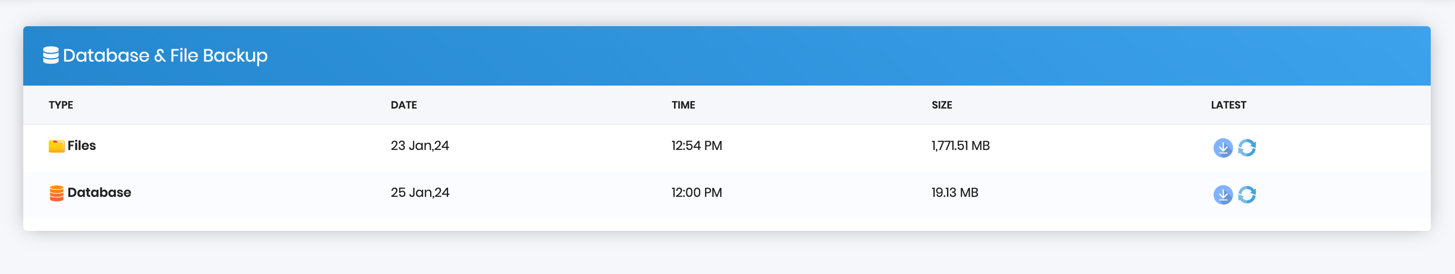 Database & File Backup
TYPE DATE TIME SIZE LATEST
Files 23 Jan,24 12:54 PM 1,771.51 MB
Database 25 Jan,24 12:00 PM 19.13 MB